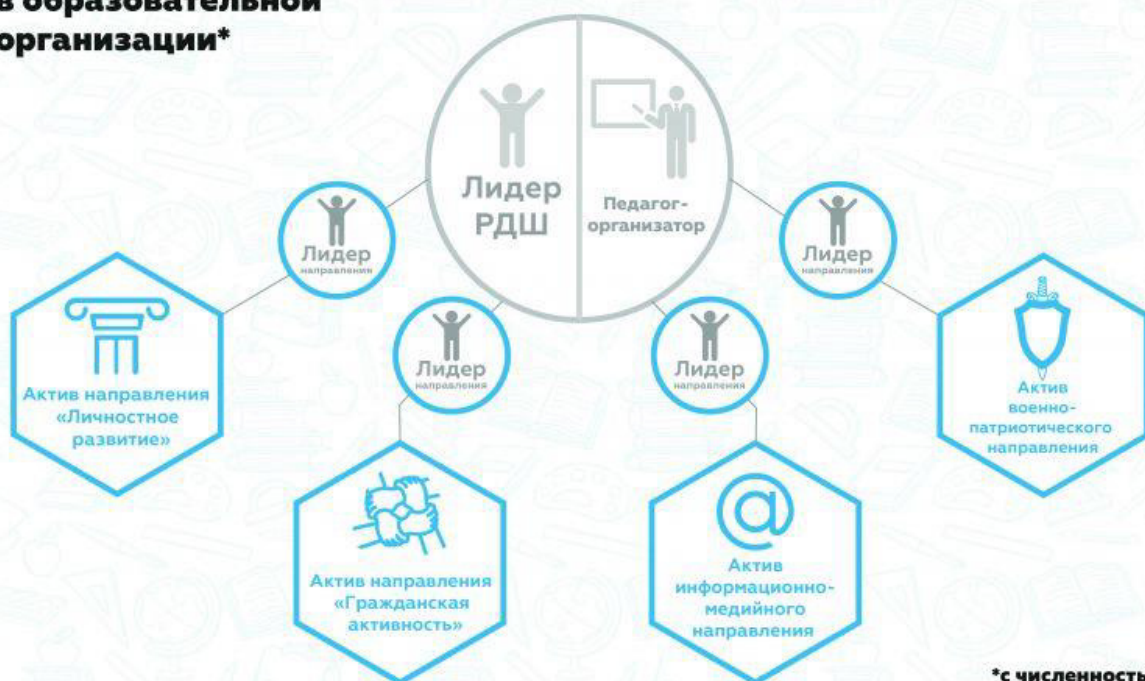 в образовательной
организации*
Лидер
РДШ
Педагог-
организатор
Лидер
направления
Лидер
направления
Лидер
направления
Лидер
направления
Актив направления
«Личностное
развитие»
Актив
военно-
патриотического
направления
Актив направления
«Гражданская
активность»
Актив
информационно-
медийного
направления
*с численность